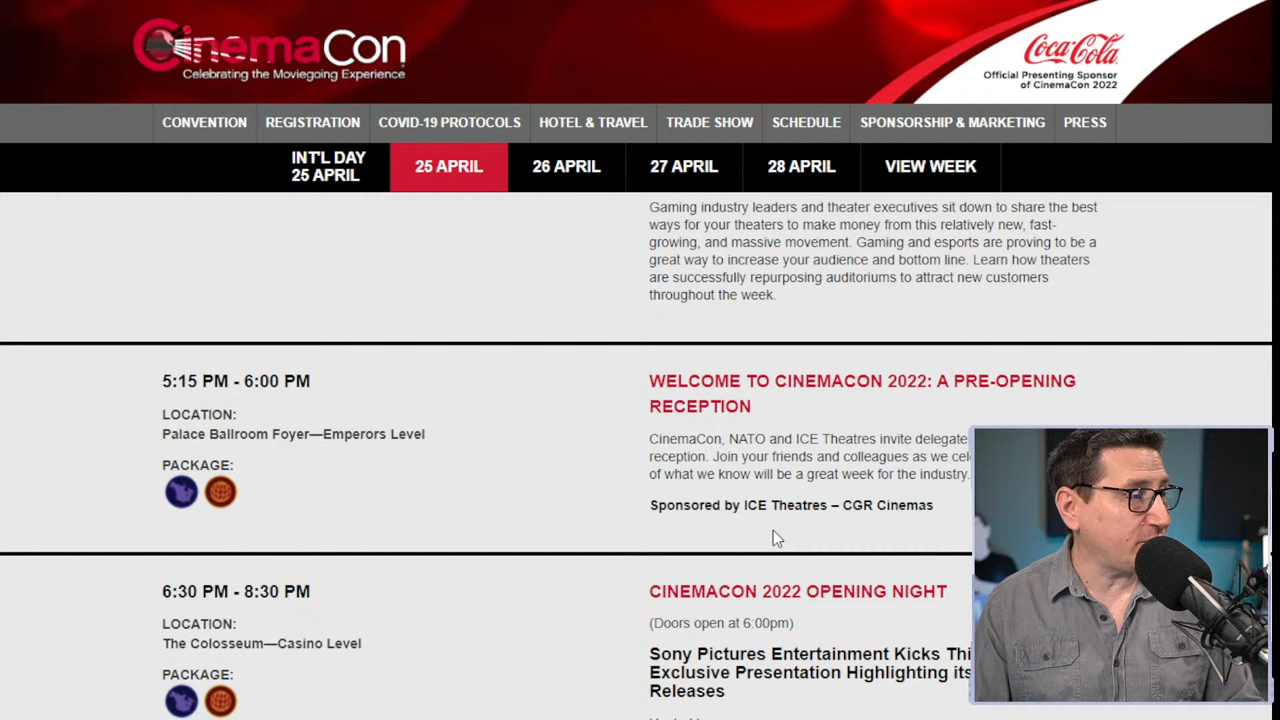 CinemaCon
Celebrating the Moviegoing Experience
Coca-Cola
Official Presenting Sponsor
of CinemaCon 2022
CONVENTION REGISTRATION COVID-19 PROTOCOLS HOTEL & TRAVEL TRADE SHOW SCHEDULE SPONSORSHIP & MARKETING PRESS
INT'L DAY
25 APRIL
25 APRIL 26 APRIL 27 APRIL 28 APRIL VIEW WEEK
Gaming industry leaders and theater executives sit down to share the best
ways for your theaters to make money from this relatively new, fast-
growing, and massive movement. Gaming and esports are proving to be a
great way to increase your audience and bottom line. Learn how theaters
are successfully repurposing auditoriums to attract new customers
throughout the week.
5:15 PM - 6:00 PM
LOCATION:
Palace Ballroom Foyer—Emperors Level
PACKAGE:
WELCOME TO CINEMACON 2022: A PRE-OPENING
RECEPTION
CinemaCon, NATO and ICE Theatres invite delegates
reception. Join your friends and colleagues as we
of what we know will be a great week for the industry.
Sponsored by ICE Theatres – CGR Cinemas
6:30 PM - 8:30 PM
LOCATION:
The Colosseum—Casino Level
PACKAGE:
CINEMACON 2022 OPENING NIGHT
(Doors open at 6:00pm)
Sony Pictures Entertainment Kicks
Exclusive Presentation Highlighting its
Releases